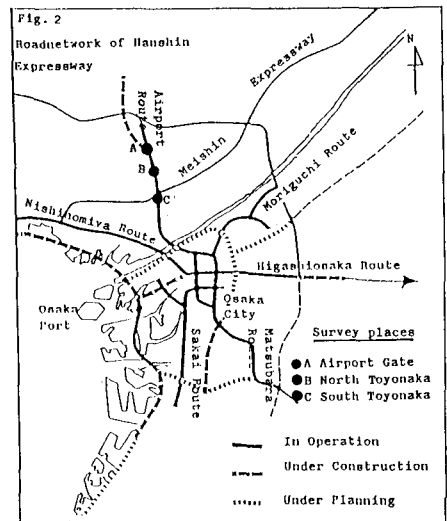 Fig. 2
Roadnetwork of Hanshin
Expressway
N
Airport
Route
Meishin Expressway
A
B
C
Moriguchi Route
Nishinomiya Route
Higashiosaka Route
Osaka
Port
Osaka
City
Sakai Route
Matsubara
Route
Survey places
A Airport Gate
B North Toyonaka
C South Toyonaka
In Operation
Under Construction
Under Planning